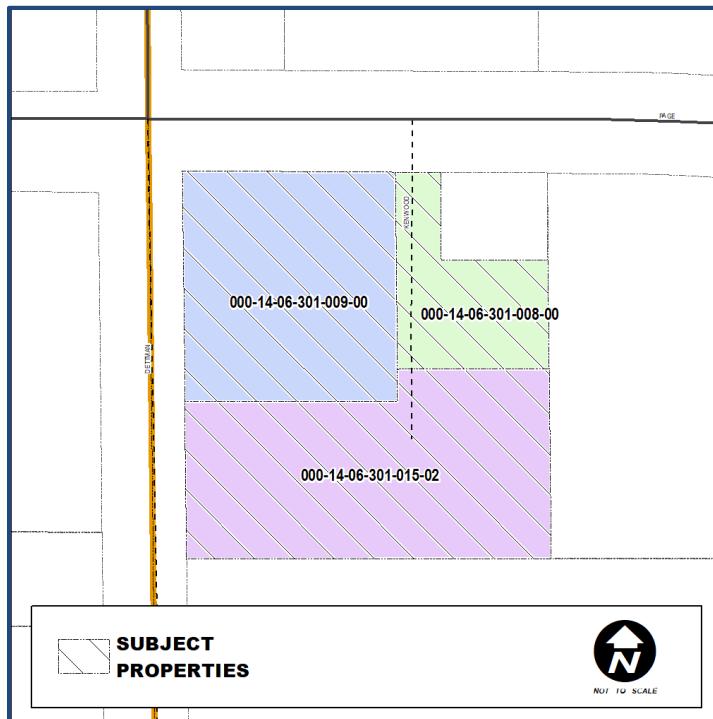 PAGE
KENWOOD
000-14-06-301-009-00
000-14-06-301-008-00
DETTMAN
000-14-06-301-015-02
SUBJECT
PROPERTIES
N
NOT TO SCALE